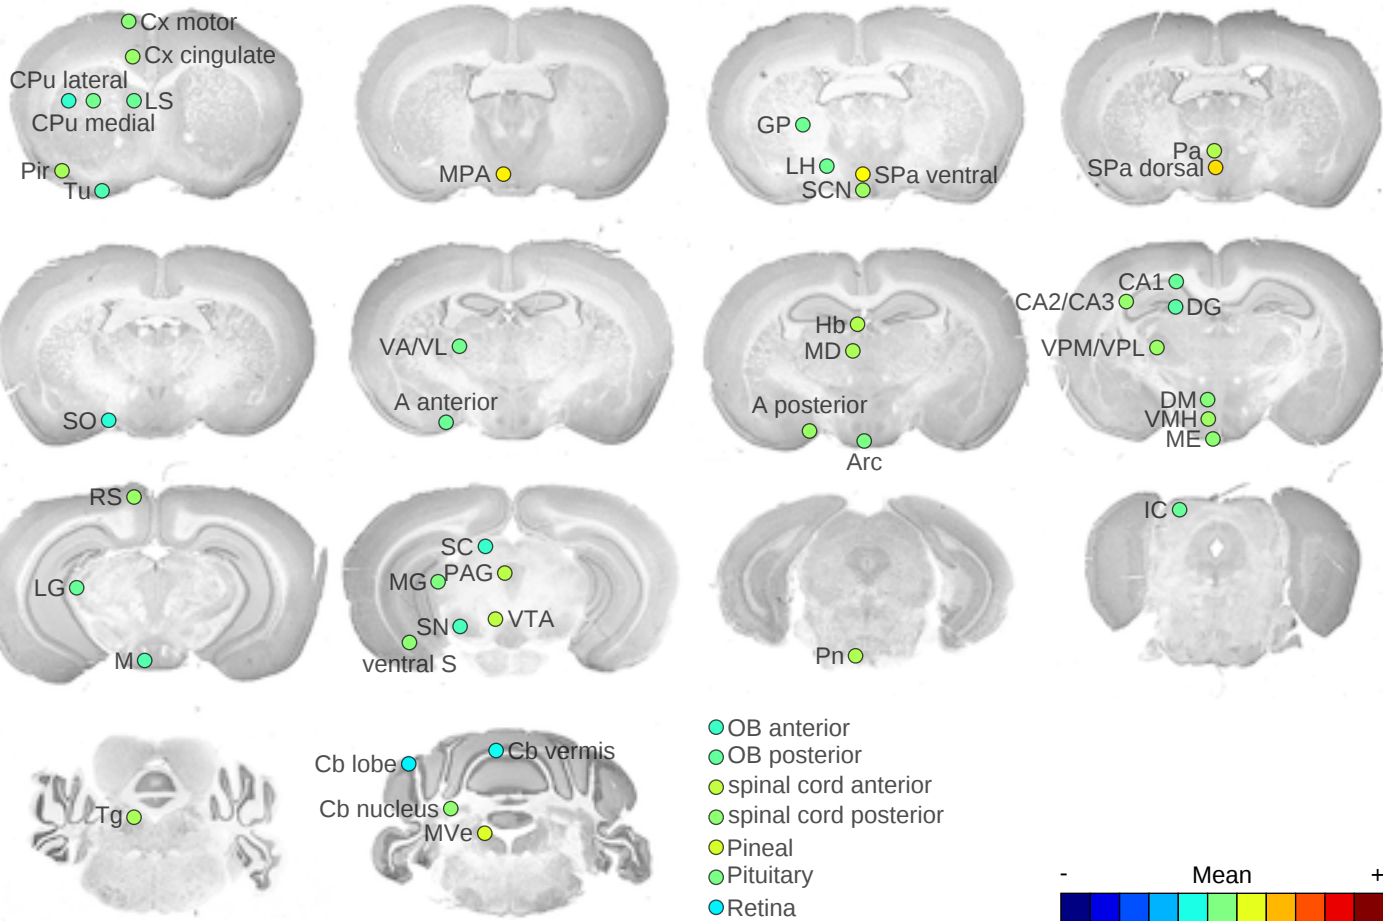 Cx motor
Cx cingulate
CPu lateral
LS
CPu medial
Pir
Tu
MPA
GP
LH
SPa ventral
SCN
Pa
SPa dorsal
SO
VA/VL
A anterior
Hb
MD
A posterior
Arc
CA1
CA2/CA3
DG
VPM/VPL
DM
VMH
ME
RS
LG
M
SC
PAG
MG
VTA
SN
ventral S
Pn
IC
Tg
Cb lobe
Cb vermis
Cb nucleus
MVe
OB anterior
OB posterior
spinal cord anterior
spinal cord posterior
Pineal
Pituitary
Retina
- Mean +